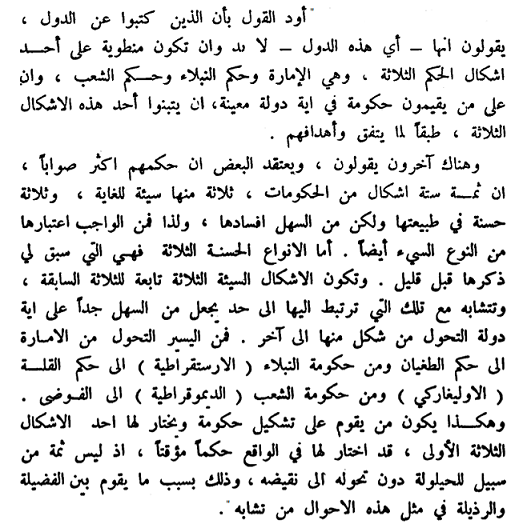 أود القول بأن الذين كتبوا عن الدول ،
يقولون انها – أي هذه الدول – لا بد وان تكون منطوية على أحد
اشكال الحكم الثلاثة ، وهي الإمارة وحكم النبلاء وحكم الشعب ، وان
على من يقيمون حكومة في اية دولة معينة، ان يتبنوا أحد هذه الاشكال
الثلاثة ، طبقاً لما يتفق وأهدافهم .
وهناك آخرون يقولون ، ويعتقد البعض ان حكمهم اكثر صواباً ،
ان ثمة ستة اشكال من الحكومات ، ثلاثة منها سيئة للغاية ، وثلاثة
حسنة في طبيعتها ولكن من السهل افسادها ، ولذا فمن الواجب اعتبارها
من النوع السيء أيضاً . أما الانواع الحسنة الثلاثة فهي التي سبق لي
ذكرها قبل قليل . وتكون الاشكال السيئة الثلاثة تابعة للثلاثة السابقة ،
وتتشابه مع تلك التي ترتبط اليها الى حد يجعل من السهل جداً على اية
دولة التحول من شكل منها الى آخر . فمن اليسير التحول من الامارة
الى حكم الطغيان ومن حكومة النبلاء ( الارستقراطية ) الى حكم القلة
( الاوليغاركي ) ومن حكومة الشعب ( الديموقراطية ) الى الفوضى .
وهكذا يكون من يقوم على تشكيل حكومة ويختار لها احد الاشكال
الثلاثة الأولى ، قد اختار لها في الواقع حكماً مؤقتاً ، اذ ليس ثمة من
سبيل للحيلولة دون تحوله الى نقيضه ، وذلك بسبب ما يقوم بين الفضيلة
والرذيلة في مثل هذه الاحوال من تشابه .